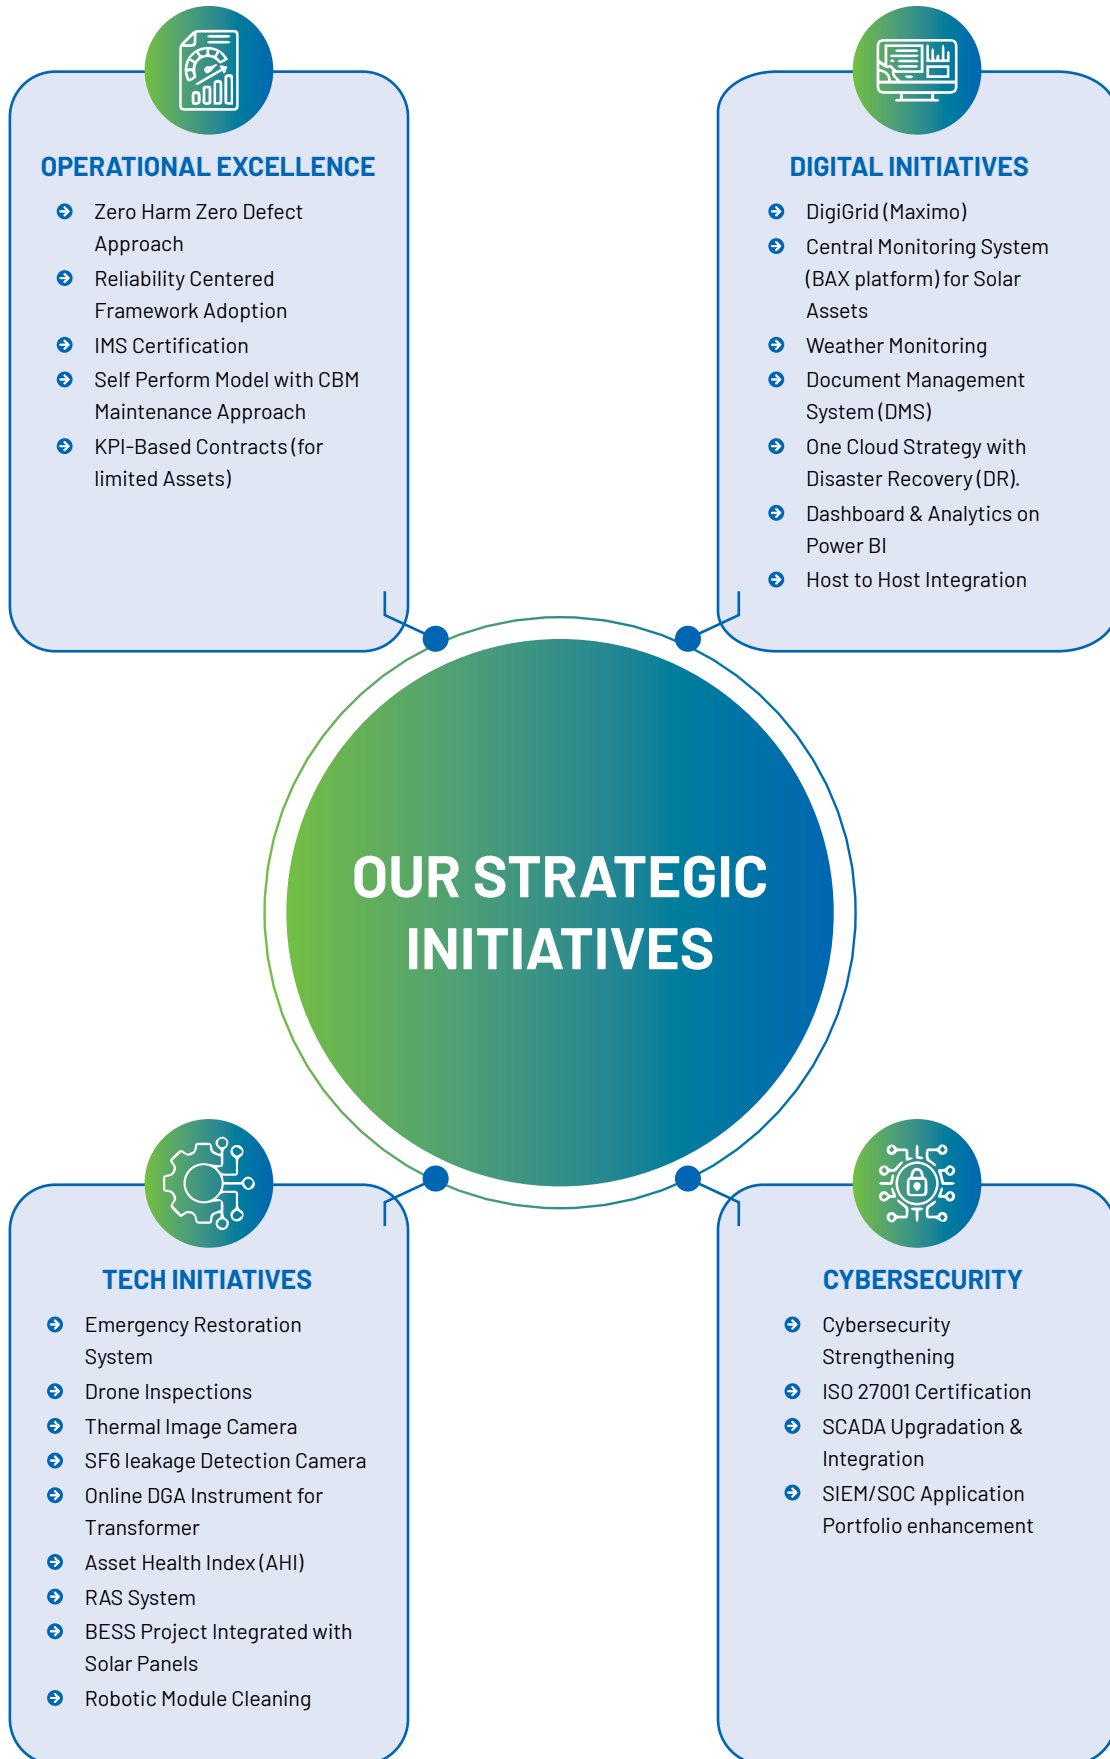 OPERATIONAL EXCELLENCE
Zero Harm Zero Defect
Approach
Reliability Centered
Framework Adoption
IMS Certification
Self Perform Model with CBM
Maintenance Approach
KPI-Based Contracts (for
limited Assets)
DIGITAL INITIATIVES
DigiGrid (Maximo)
Central Monitoring System
(BAX platform) for Solar
Assets
Weather Monitoring
Document Management
System (DMS)
One Cloud Strategy with
Disaster Recovery (DR).
Dashboard & Analytics on
Power BI
Host to Host Integration
OUR STRATEGIC
INITIATIVES
TECH INITIATIVES
Emergency Restoration
System
Drone Inspections
Thermal Image Camera
SF6 leakage Detection Camera
Online DGA Instrument for
Transformer
Asset Health Index (AHI)
RAS System
BESS Project Integrated with
Solar Panels
Robotic Module Cleaning
CYBERSECURITY
Cybersecurity
Strengthening
ISO 27001 Certification
SCADA Upgradation &
Integration
SIEM/SOC Application
Portfolio enhancement